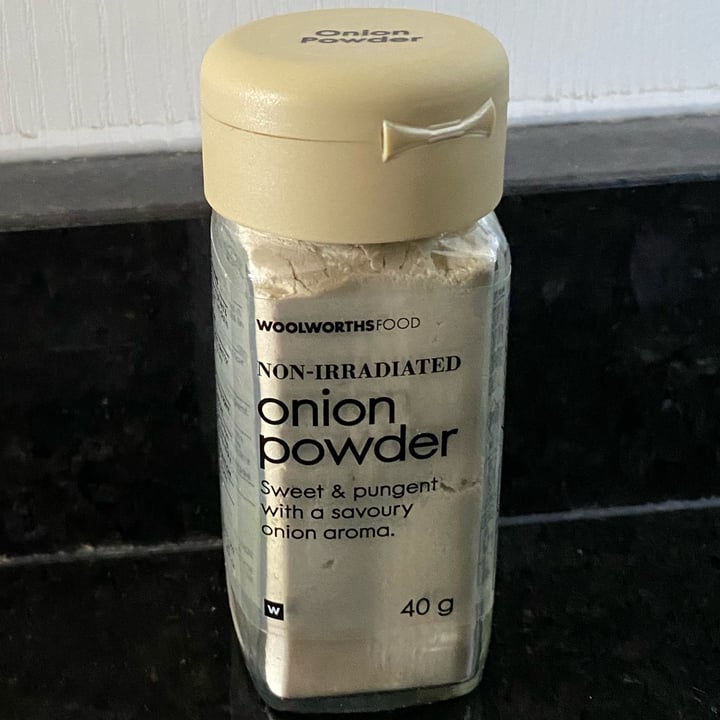 Onion
Powder
WOOLWORTHSFOOD
NON-IRRADIATED
onion
powder
Sweet & pungent
with a savoury
onion aroma.
W
40 g